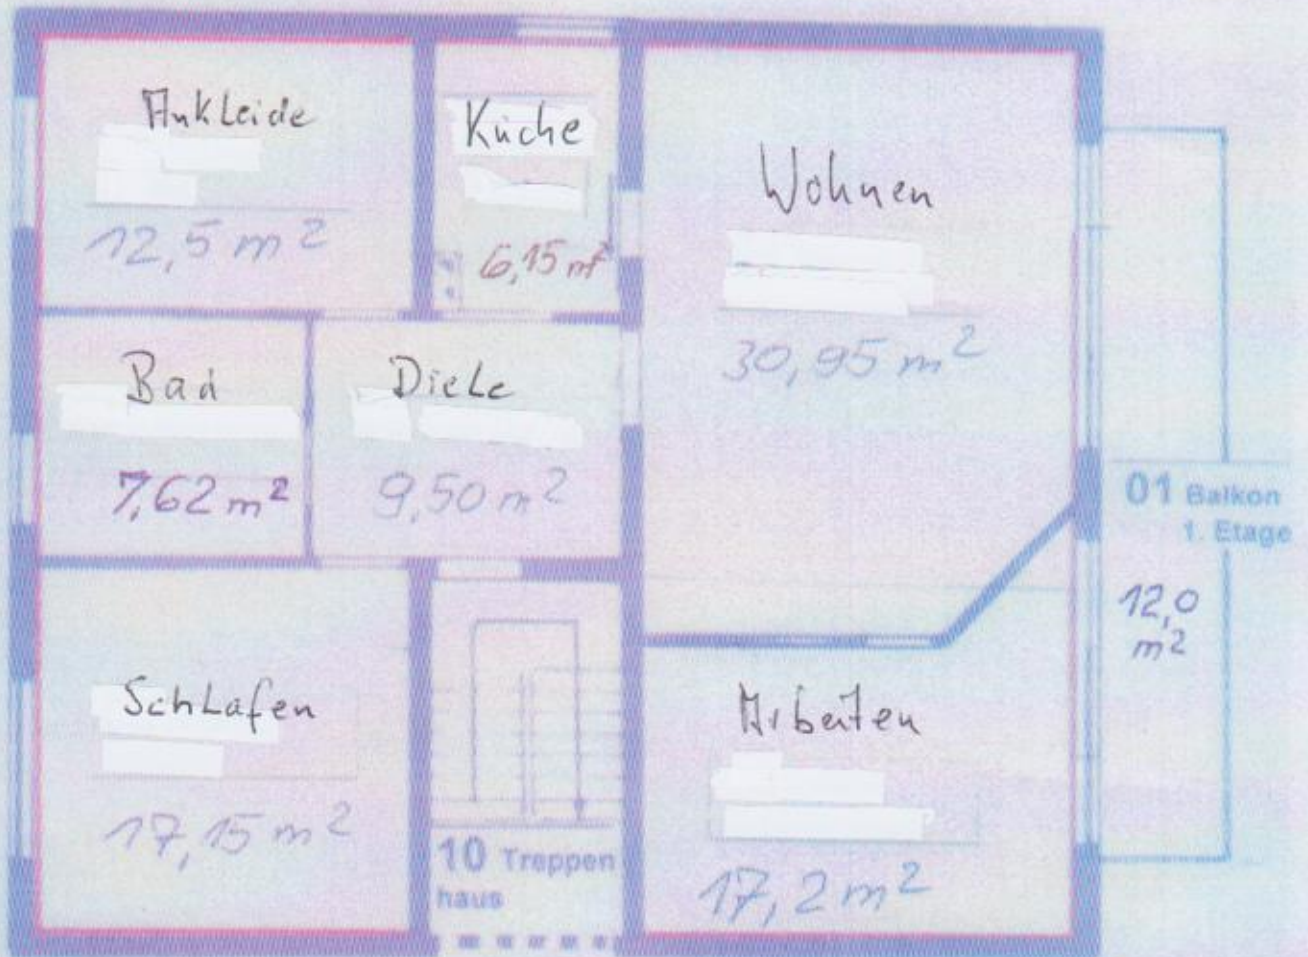 Ankleide
12,5 m²
Küche
6,15 m²
Wohnen
30,95 m²
Bad
7,62 m²
Diele
9,50 m²
01 Balkon
1. Etage
12,0
m²
Schlafen
17,15 m²
10 Treppen
haus
Arbeiten
17,2 m²